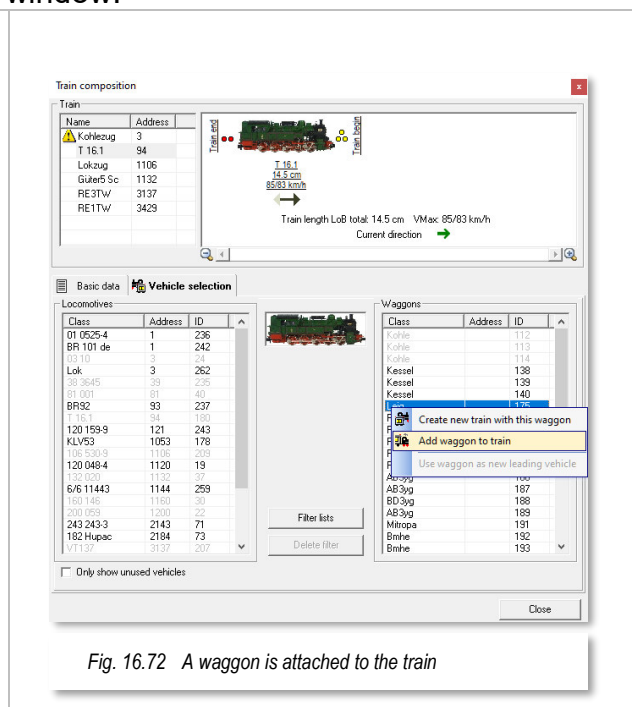 window.
Train composition
x
Train
Name Address
Kohlezug 3
T 16.1 94
Lokzug 1106
Güter5 Sc 1132
RE3TW 3137
RE1TW 3429
Train end
Train begin
T 16.1
14.5 cm
85/83 km/h
Train length LoB total: 14.5 cm VMax: 85/83 km/h
Current direction
Basic data
Vehicle selection
Locomotives
Class Address ID
01 0525-4 1 236
BR 101 de 1 242
03 10 3 24
Lok 3 262
38 3645 39 235
81 001 81 40
BR92 93 237
T 16.1 94 180
120 159-9 121 243
KLV53 1053 178
106 530-9 1106 209
120 048-4 1120 19
132 020 1132 37
6/6 11443 1144 259
160 146 1160 30
200 059 1200 22
243 243-3 2143 71
182 Hupac 2184 73
VT137 3137 207
Only show unused vehicles
Filter lists
Delete filter
Waggons
Class Address ID
Kohle 112
Kohle 113
Kohle 114
Kessel 138
Kessel 139
Kessel 140
Leig 175
Create new train with this waggon
Add waggon to train
Use waggon as new leading vehicle
AB3yg 186
AB3yg 187
BD3yg 188
AB3yg 189
Mitropa 191
Bmhe 192
Bmhe 193
Close
Fig. 16.72 A waggon is attached to the train